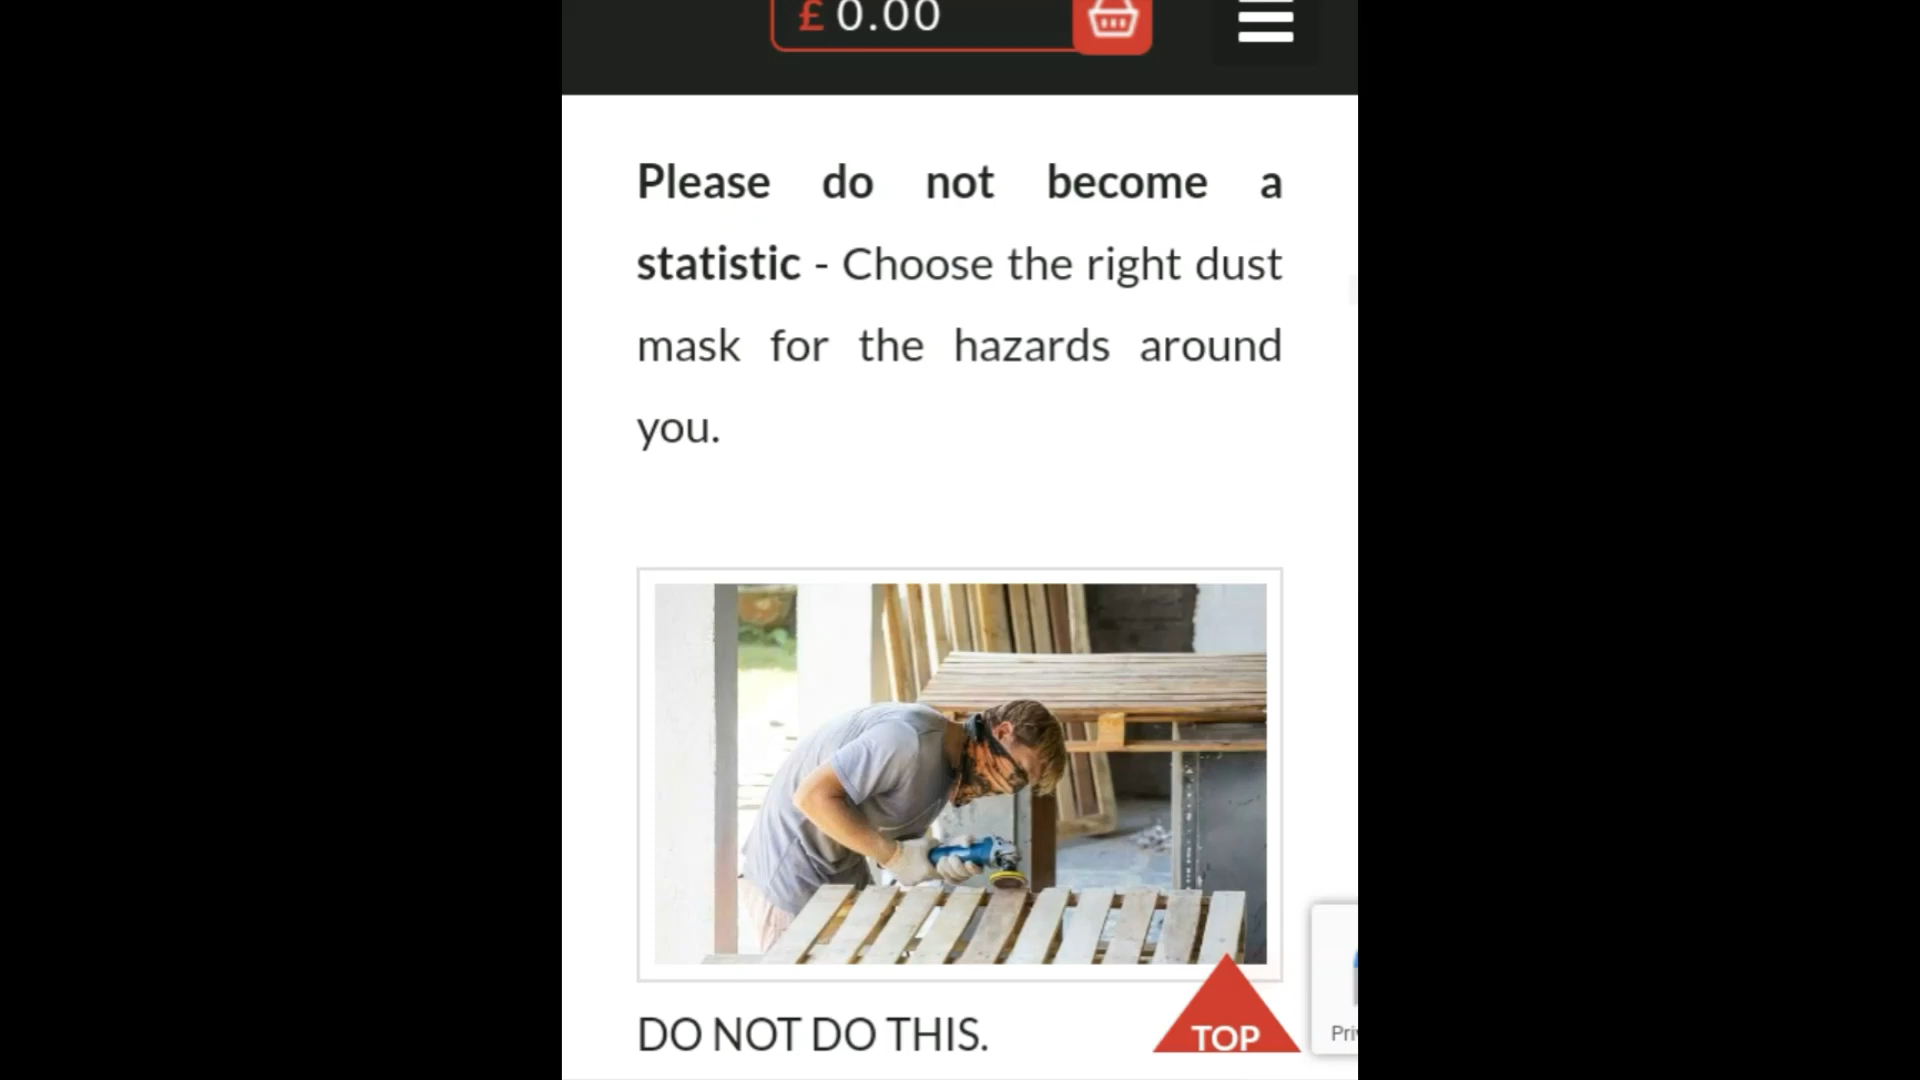 £ 0.00
Please do not become a
statistic - Choose the right dust
mask for the hazards around
you.
DO NOT DO THIS.
TOP